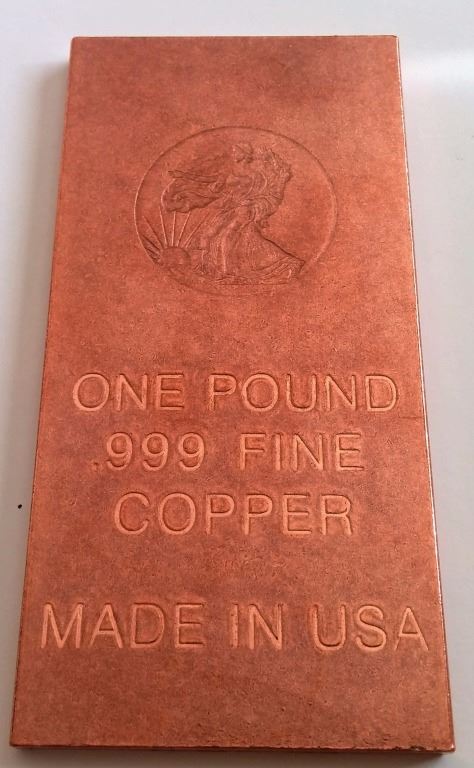 ONE POUND
.999 FINE
COPPER
MADE IN USA